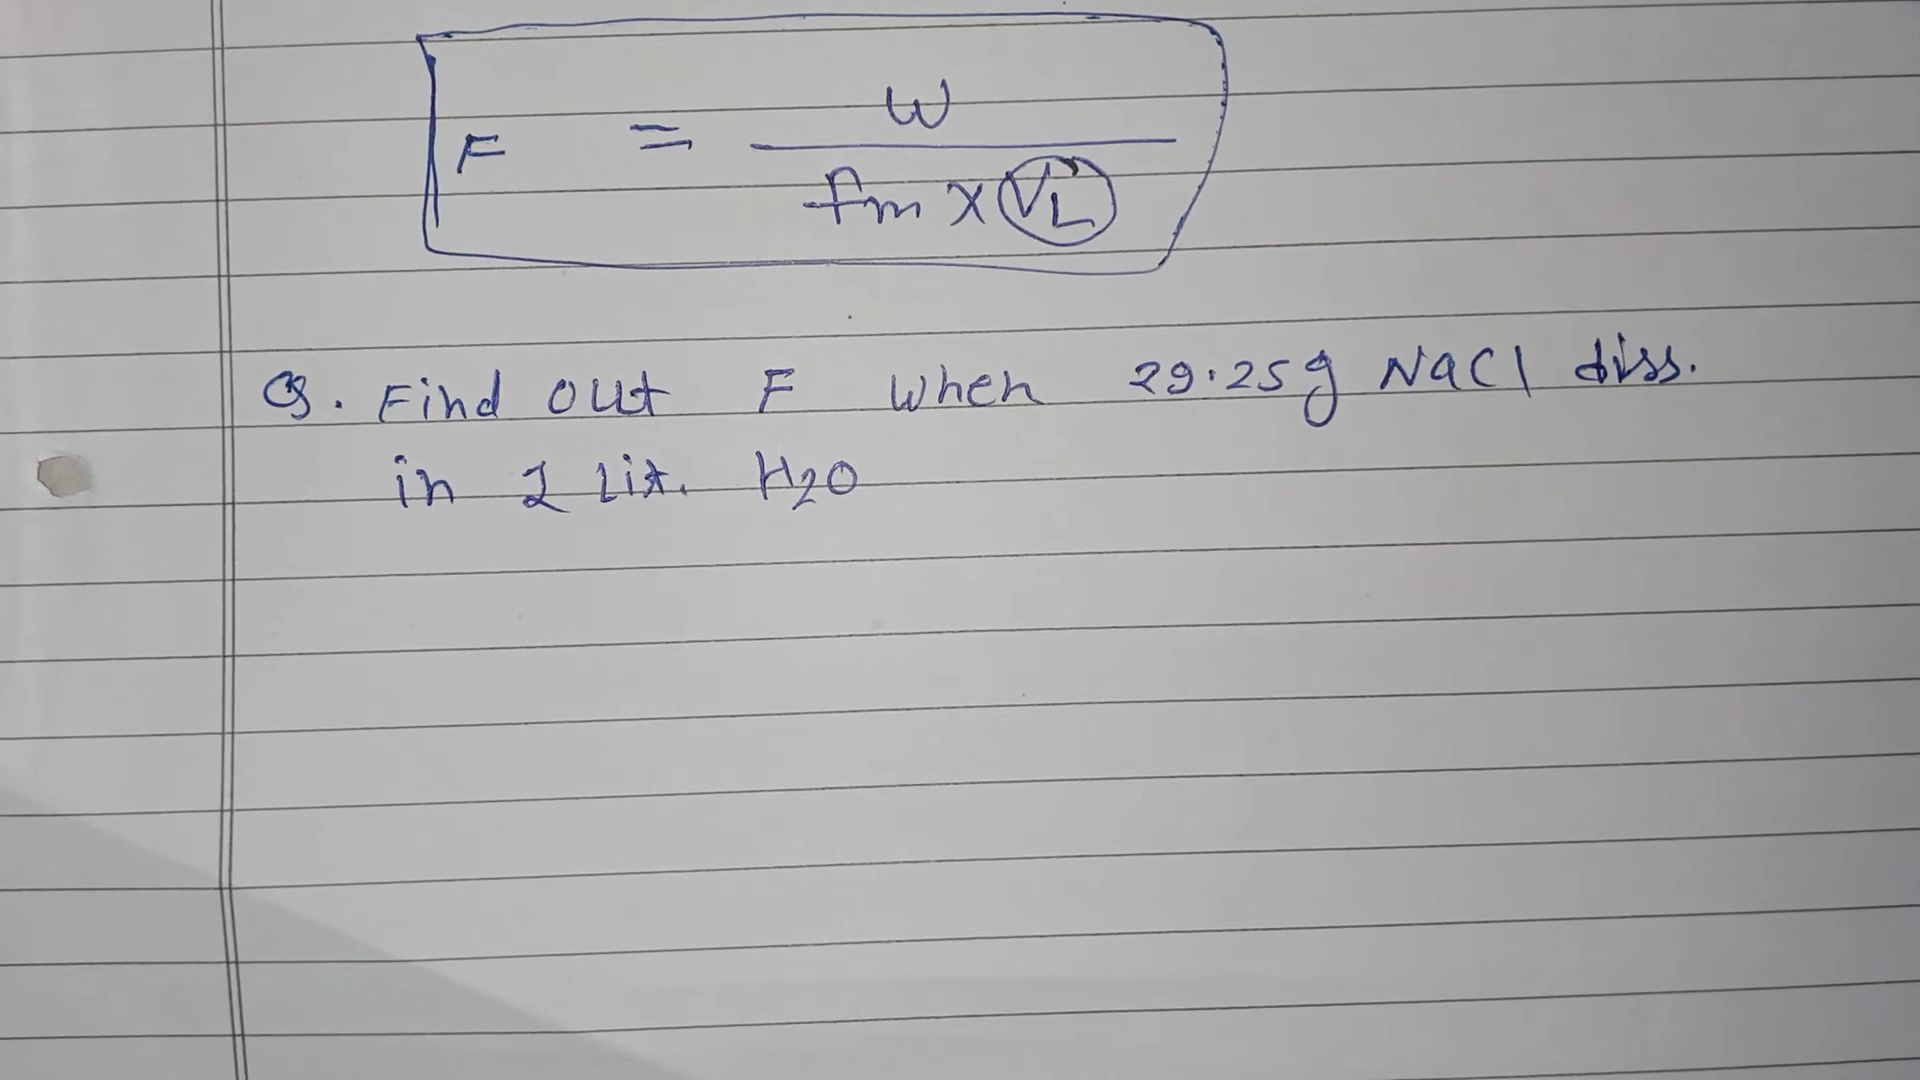 F = w / fm x VL
Q. Find out F when 29.25g NaCl diss.
in 1 lit. H2O